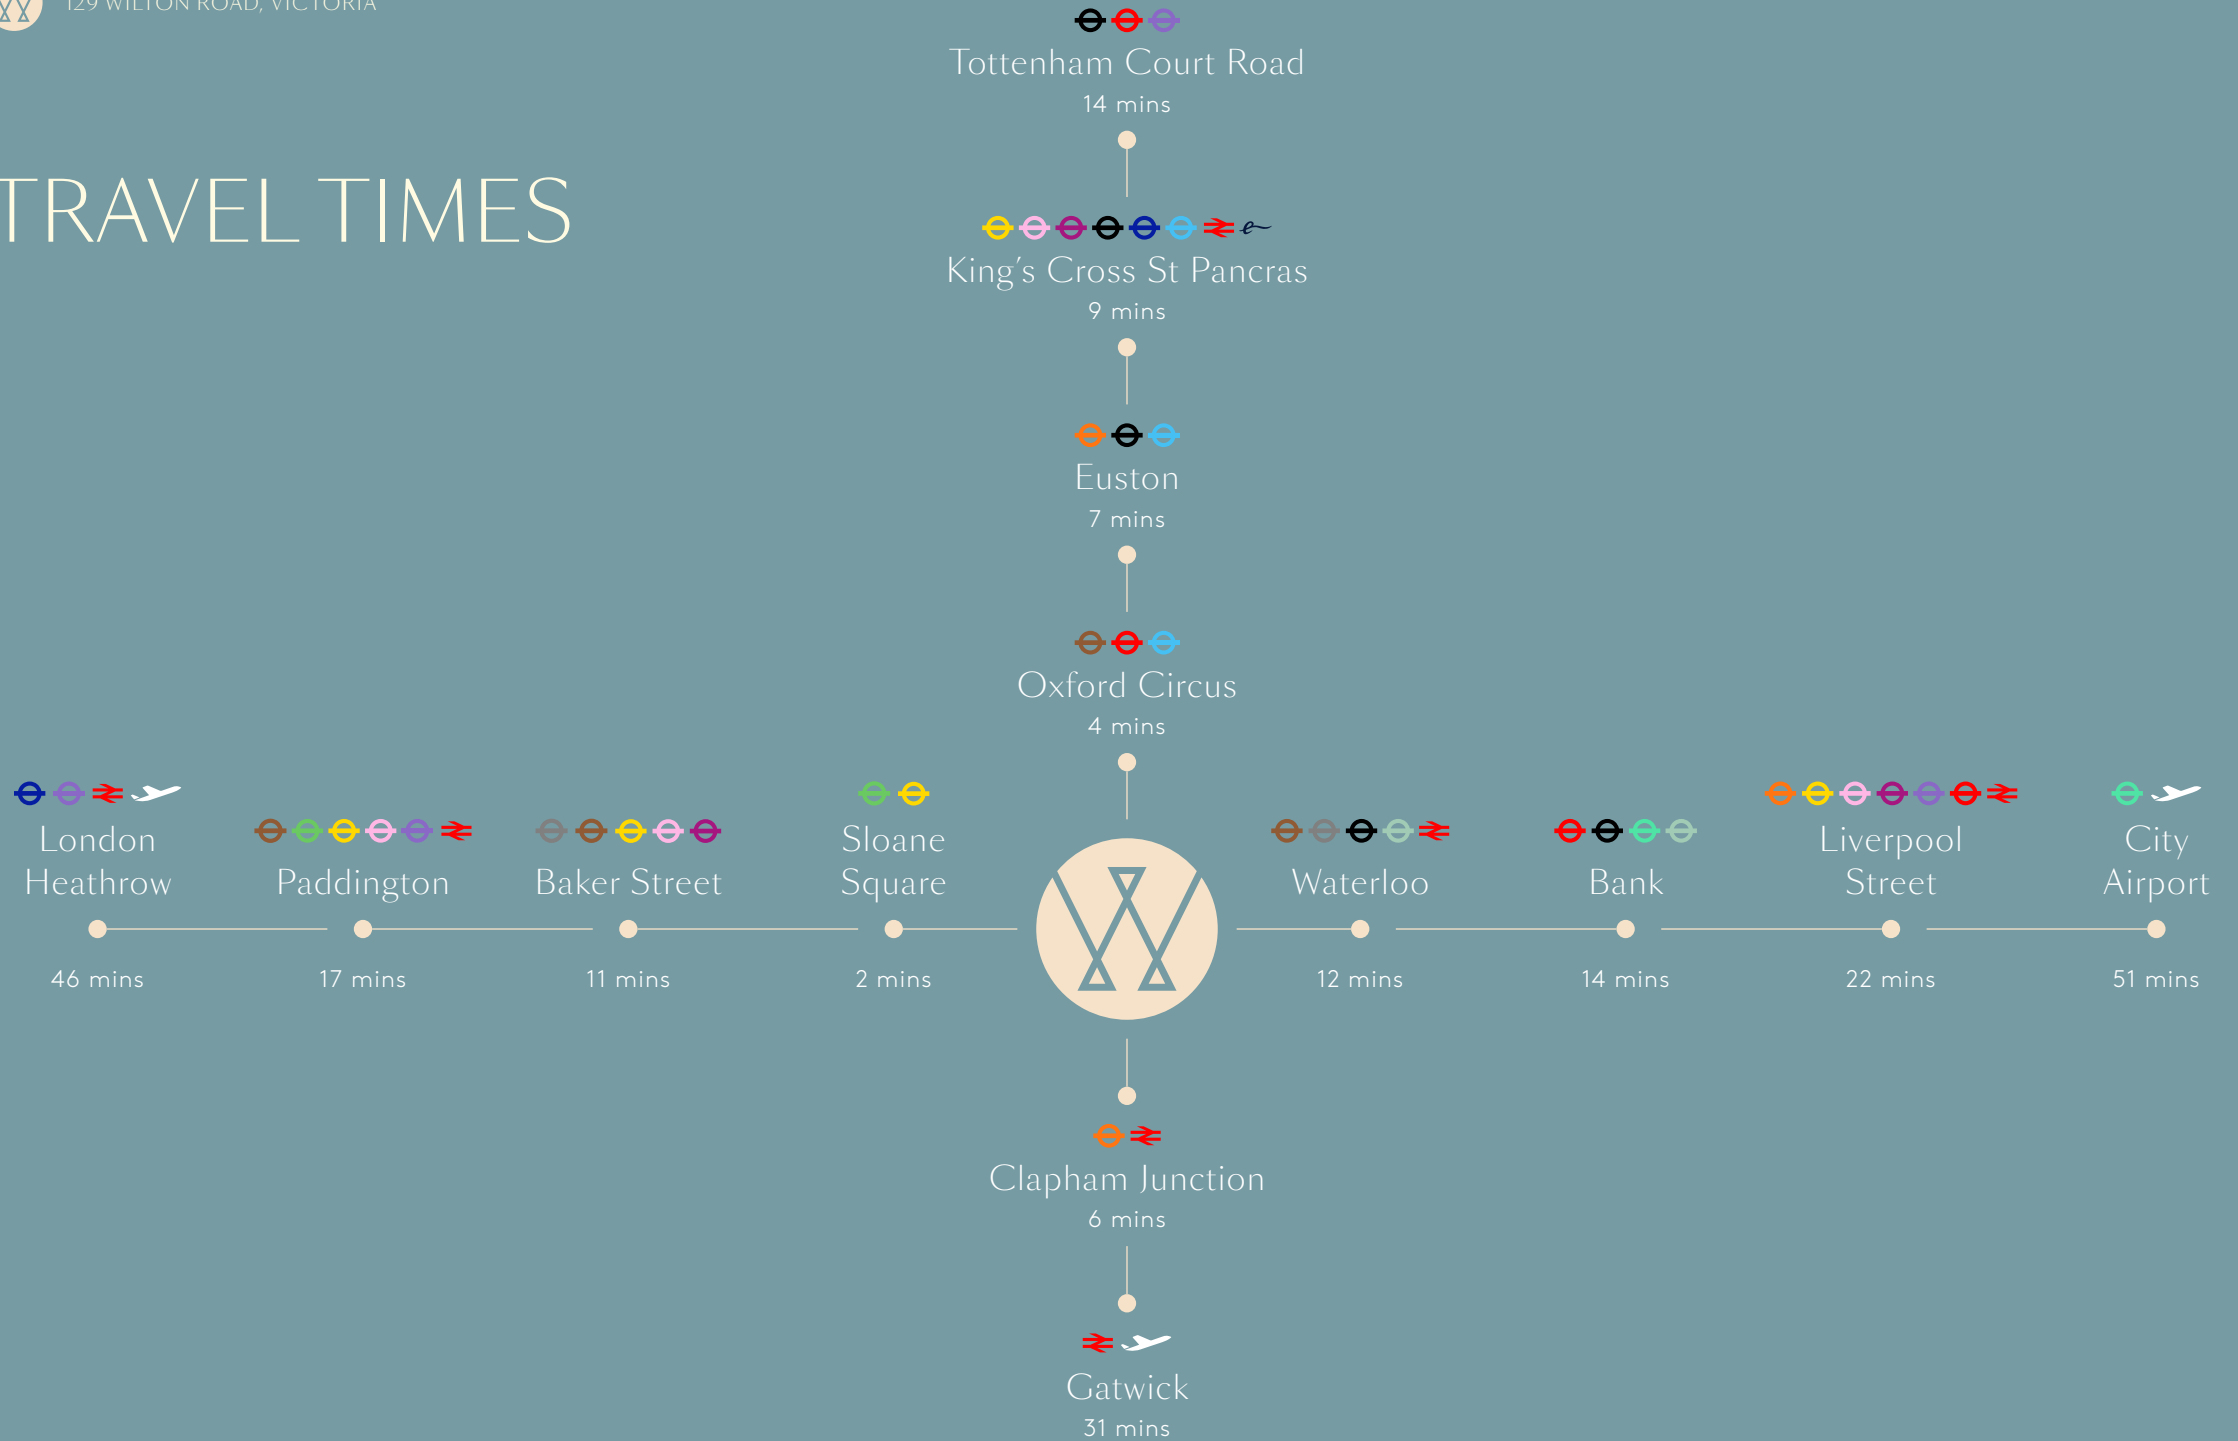 129 WILTON ROAD, VICTORIA
TRAVEL TIMES
Tottenham Court Road
14 mins
King's Cross St Pancras
9 mins
Euston
7 mins
Oxford Circus
4 mins
London
Heathrow
46 mins
Paddington
17 mins
Baker Street
11 mins
Sloane
Square
2 mins
Waterloo
12 mins
Bank
14 mins
Liverpool
Street
22 mins
City
Airport
51 mins
Clapham Junction
6 mins
Gatwick
31 mins